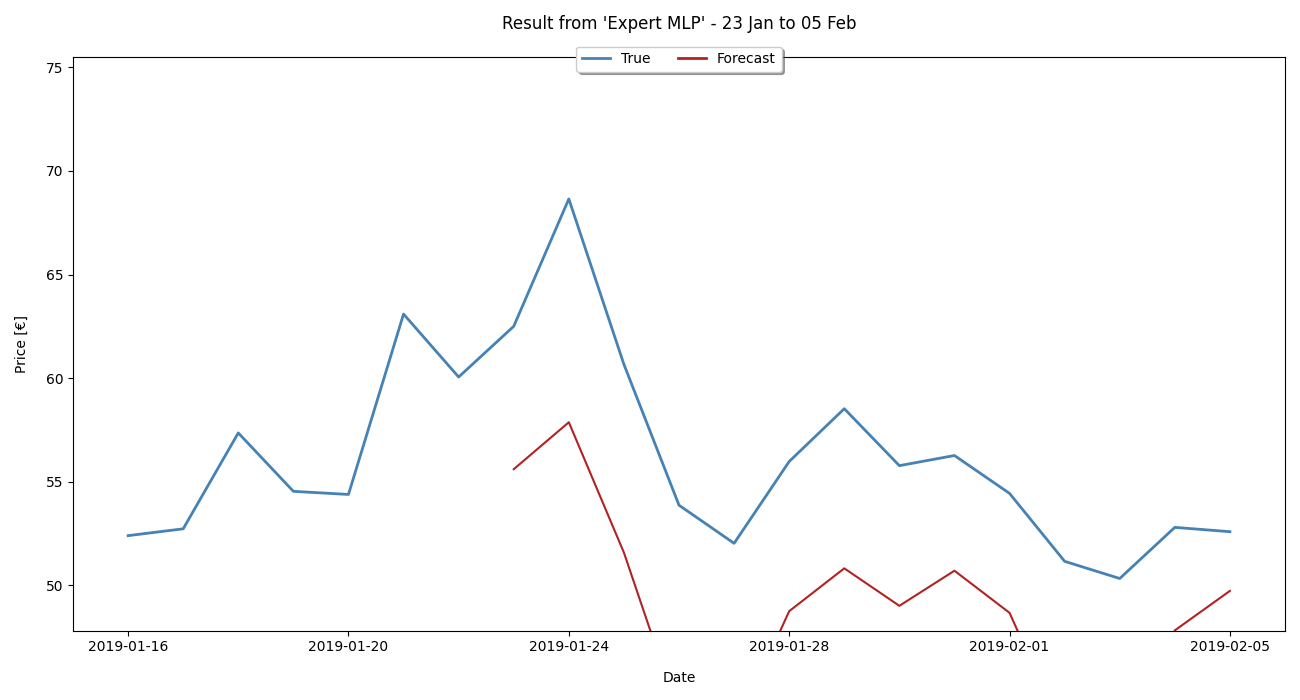 Result from 'Expert MLP' - 23 Jan to 05 Feb
True Forecast
75
70
65
60
55
50
Price [€]
2019-01-16 2019-01-20 2019-01-24 2019-01-28 2019-02-01 2019-02-05
Date